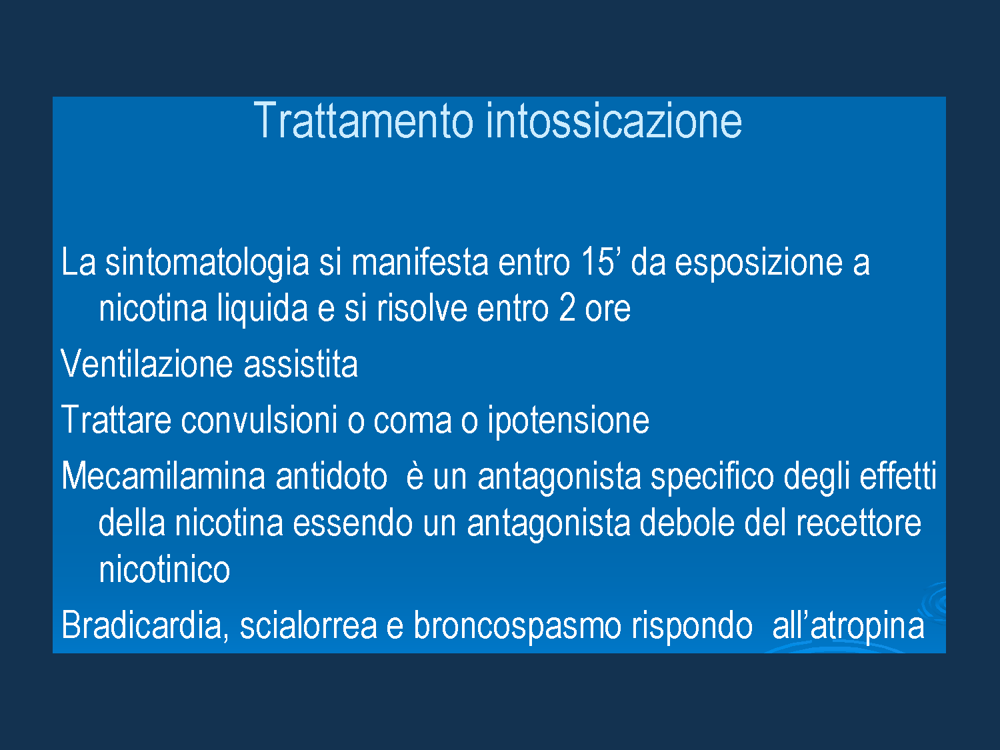 Trattamento intossicazione
La sintomatologia si manifesta entro 15’ da esposizione a
nicotina liquida e si risolve entro 2 ore
Ventilazione assistita
Trattare convulsioni o coma o ipotensione
Mecamilamina antidoto è un antagonista specifico degli effetti
della nicotina essendo un antagonista debole del recettore
nicotinico
Bradicardia, scialorrea e broncospasmo rispondo all’atropina